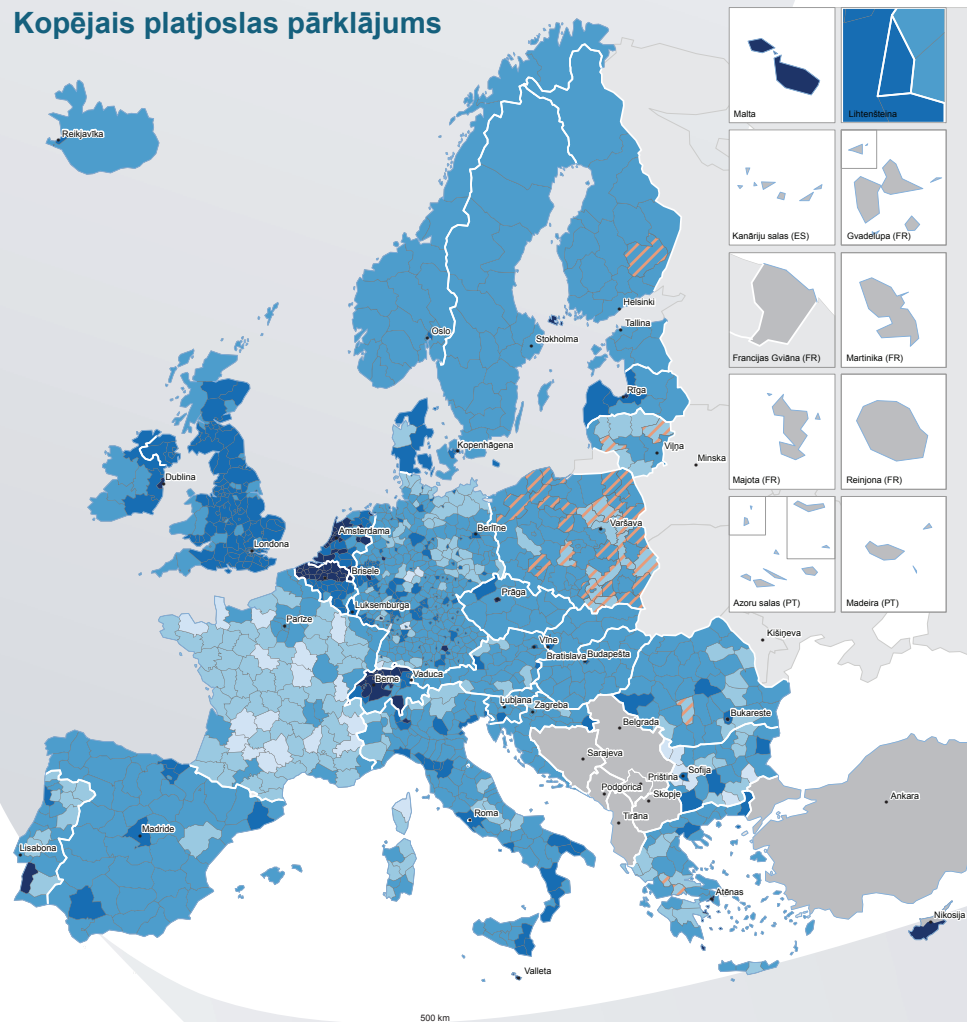 Kopējais platjoslas pārklājums
Malta
Lihtenšteina
Reikjavīka
Kanāriju salas (ES)
Gvadelupa (FR)
Helsinki
Tallina
Oslo
Stokholma
Francijas Gviāna (FR)
Martinika (FR)
Rīga
Kopenhāgena
Viļņa
Minska
Dublina
Majota (FR)
Reinjona (FR)
Amsterdama
Berlīne
Varšava
Londona
Brisele
Prāga
Luksemburga
Azoru salas (PT)
Madeira (PT)
Parīze
Kišiņeva
Vīne
Bratislava
Budapešta
Berne
Vaduca
Ļubļana
Zagreba
Bukareste
Belgrada
Sarajeva
Priština
Sofija
Podgorica
Skopje
Ankara
Roma
Tirāna
Madride
Lisabona
Atēnas
Nikosija
Valleta
500 km